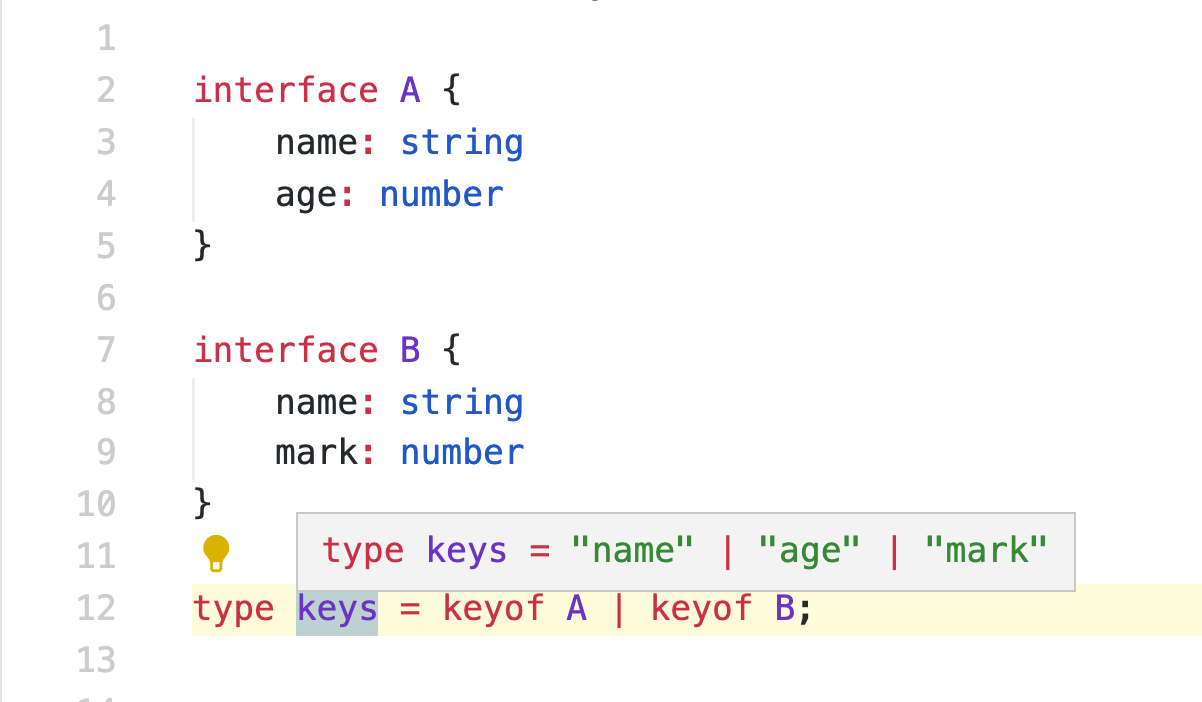 1
2 interface A {
3 name: string
4 age: number
5 }
6
7 interface B {
8 name: string
9 mark: number
10 }
11 type keys = "name" | "age" | "mark"
12 type keys = keyof A | keyof B;
13